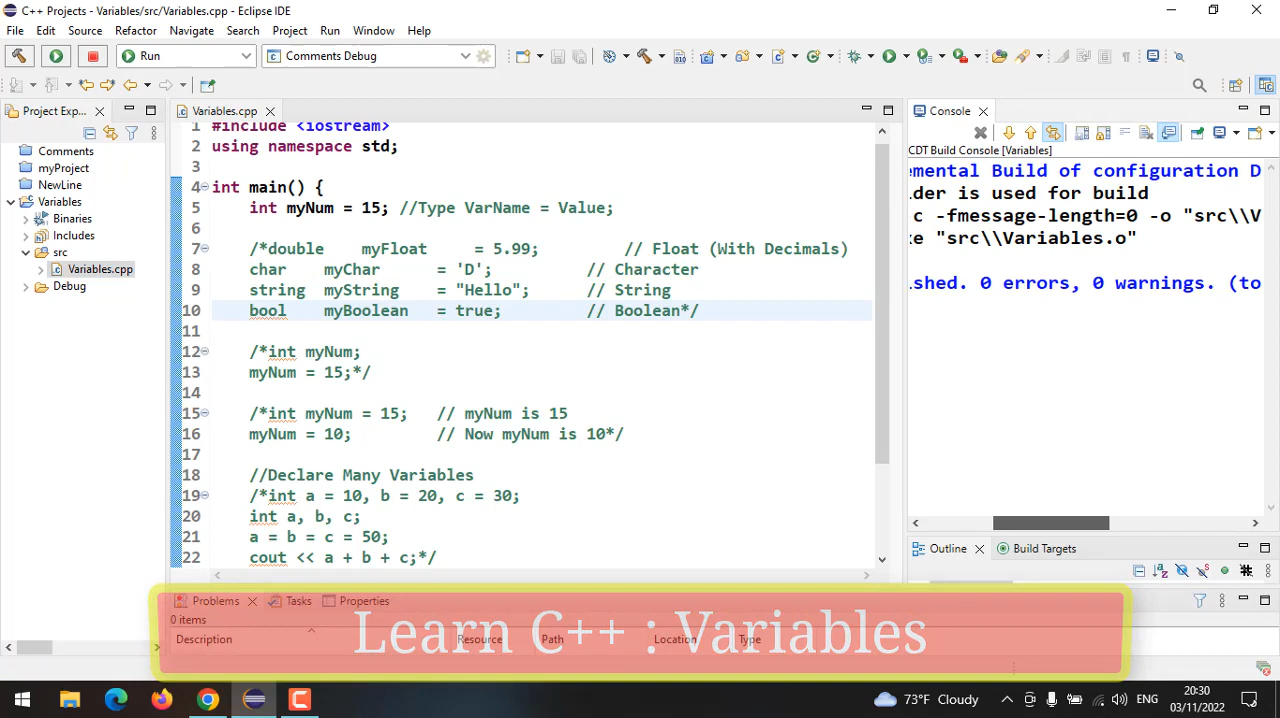 C++ Projects - Variables/src/Variables.cpp - Eclipse IDE
File Edit Source Refactor Navigate Search Project Run Window Help
Run
Comments Debug
Project Exp...
Comments
myProject
NewLine
Variables
Binaries
Includes
src
Variables.cpp
Debug
Variables.cpp
1 #include <iostream>
2 using namespace std;
3
4 int main() {
5 int myNum = 15; //Type VarName = Value;
6
7 /*double myFloat = 5.99; // Float (With Decimals)
8 char myChar = 'D'; // Character
9 string myString = "Hello"; // String
10 bool myBoolean = true; // Boolean*/
11
12 /*int myNum;
13 myNum = 15;*/
14
15 /*int myNum = 15; // myNum is 15
16 myNum = 10; // Now myNum is 10*/
17
18 //Declare Many Variables
19 /*int a = 10, b = 20, c = 30;
20 int a, b, c;
21 a = b = c = 50;
22 cout << a + b + c;*/
Console
CDT Build Console [Variables]
emental Build of configuration D
lder is used for build
c -fmessage-length=0 -o "src\\V
xe "src\\Variables.o"
shed. 0 errors, 0 warnings. (to
Outline
Build Targets
Problems Tasks Properties
0 items
Description Resource Path Location Type
Learn C++ : Variables
73°F Cloudy
ENG
20:30
03/11/2022